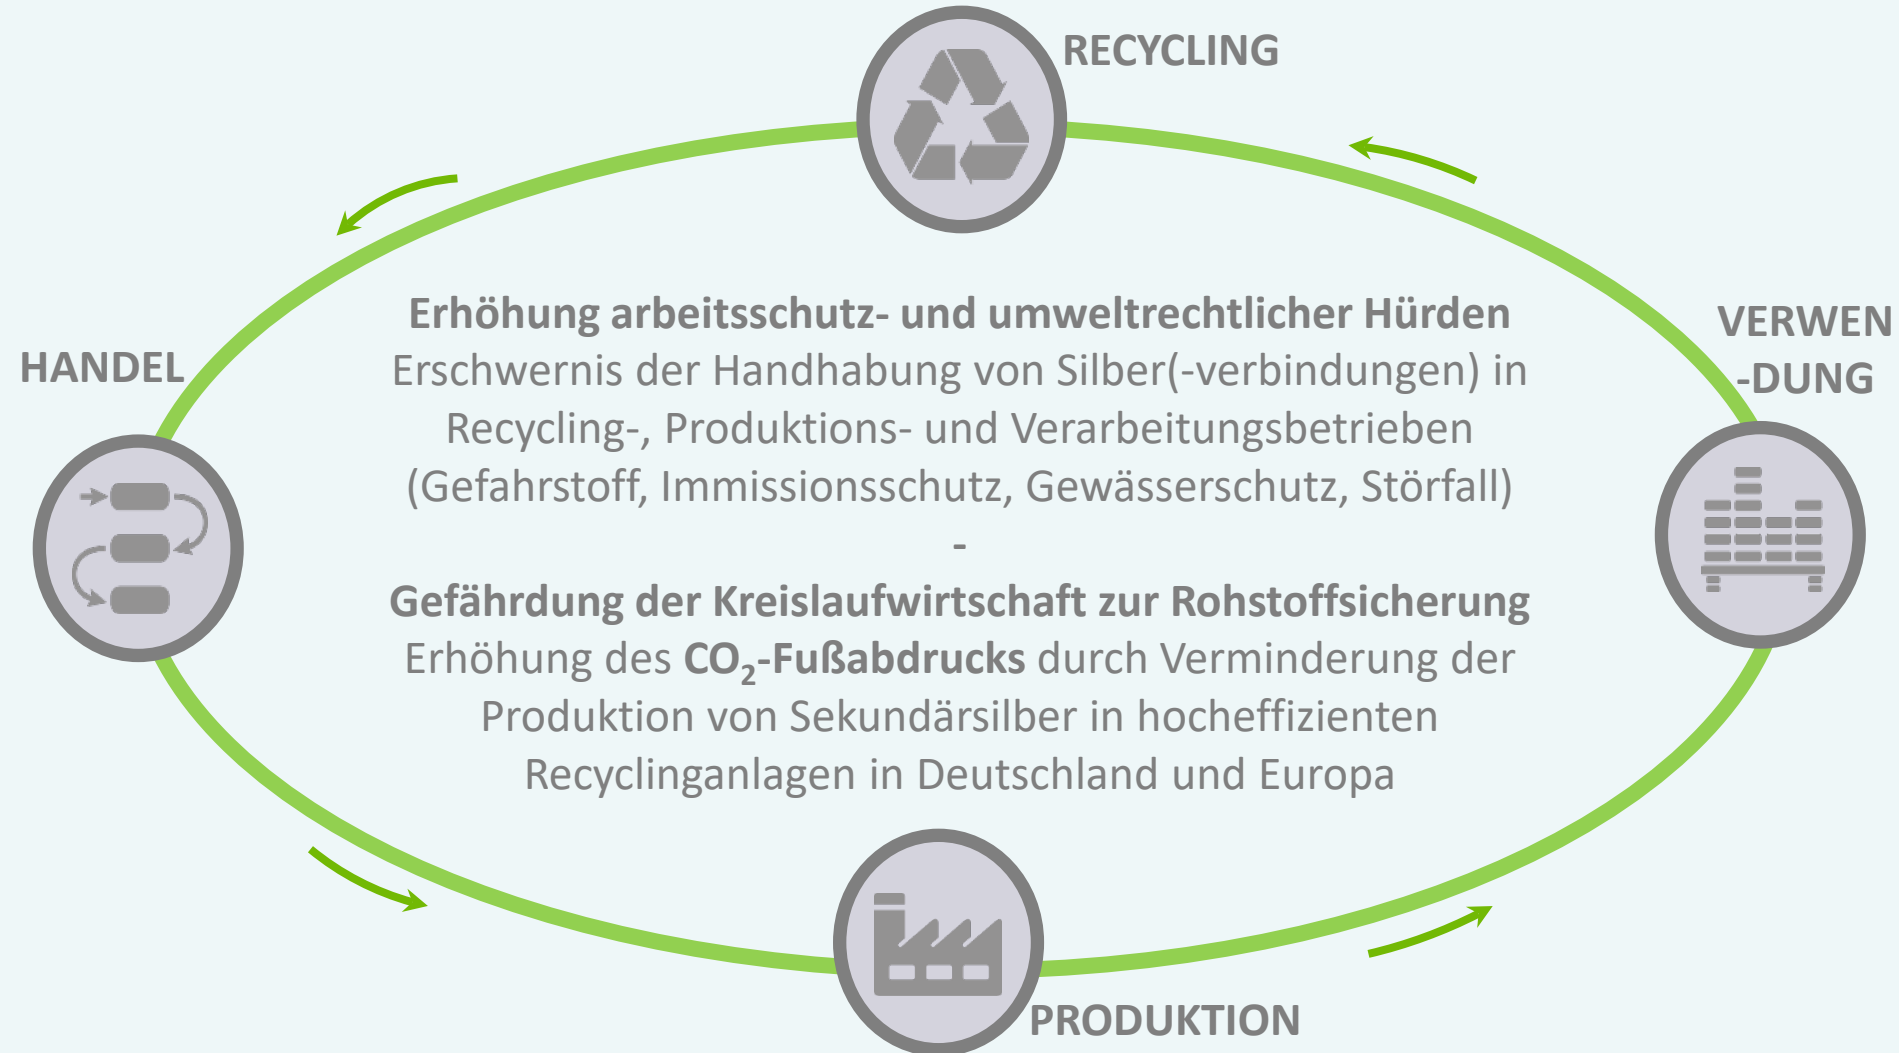 RECYCLING
HANDEL
VERWEN
-DUNG
Erhöhung arbeitsschutz- und umweltrechtlicher Hürden
Erschwernis der Handhabung von Silber(-verbindungen) in
Recycling-, Produktions- und Verarbeitungsbetrieben
(Gefahrstoff, Immissionsschutz, Gewässerschutz, Störfall)
-
Gefährdung der Kreislaufwirtschaft zur Rohstoffsicherung
Erhöhung des CO₂-Fußabdrucks durch Verminderung der
Produktion von Sekundärsilber in hocheffizienten
Recyclinganlagen in Deutschland und Europa
PRODUKTION